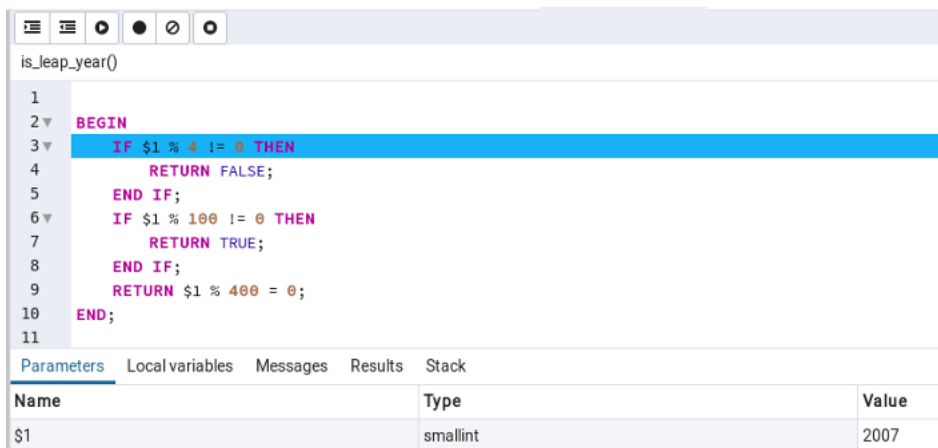 is_leap_year()
1
2 BEGIN
3 IF $1 % 4 != 0 THEN
4 RETURN FALSE;
5 END IF;
6 IF $1 % 100 != 0 THEN
7 RETURN TRUE;
8 END IF;
9 RETURN $1 % 400 = 0;
10 END;
11
Parameters Local variables Messages Results Stack
Name Type Value
$1 smallint 2007